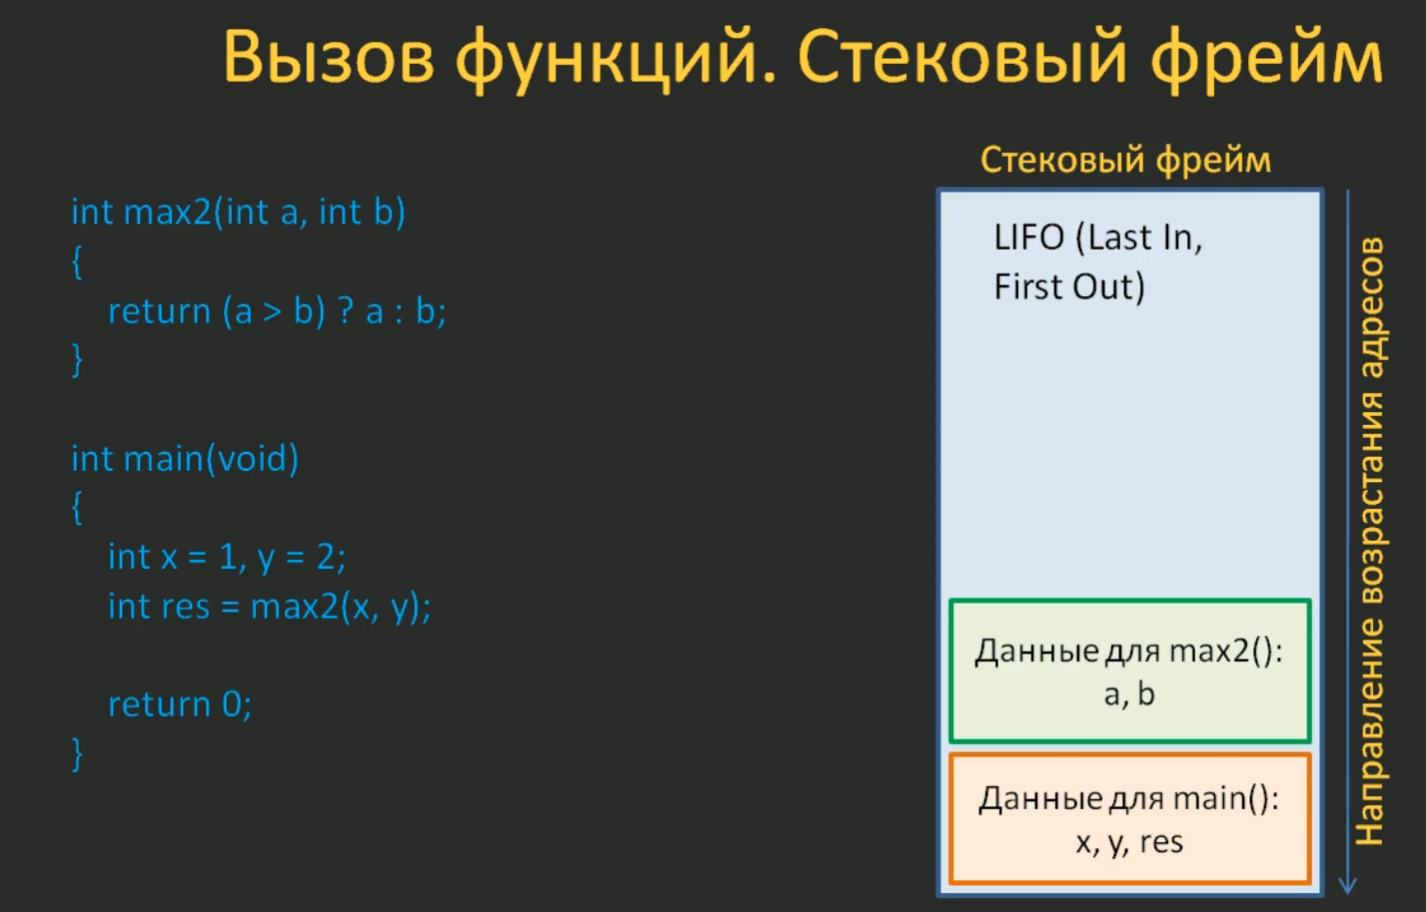 Вызов функций. Стековый фрейм
int max2(int a, int b)
{
return (a > b) ? a : b;
}
int main(void)
{
int x = 1, y = 2;
int res = max2(x, y);
return 0;
}
Стековый фрейм
LIFO (Last In,
First Out)
Данные для max2():
a, b
Данные для main():
x, y, res
Направление возрастания адресов